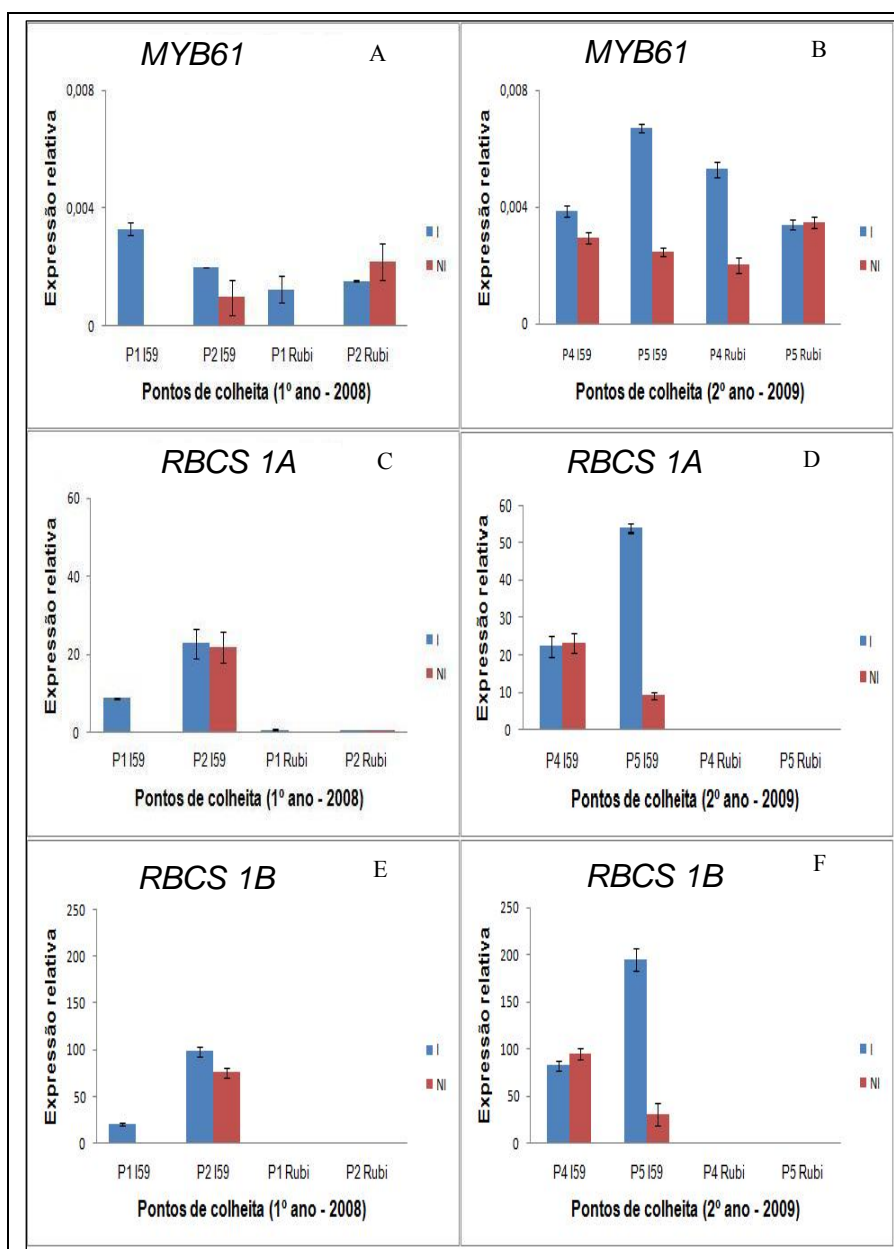 MYB61 A
Expressão relativa
0,008
0,004
0
I
NI
P1 I59 P2 I59 P1 Rubi P2 Rubi
Pontos de colheita (1º ano - 2008)
MYB61 B
Expressão relativa
0,008
0,004
0
I
NI
P4 I59 P5 I59 P4 Rubi P5 Rubi
Pontos de colheita (2º ano - 2009)
RBCS 1A C
Expressão relativa
60
40
20
0
I
NI
P1 I59 P2 I59 P1 Rubi P2 Rubi
Pontos de colheita (1º ano - 2008)
RBCS 1A D
Expressão relativa
60
50
40
30
20
10
0
I
NI
P4 I59 P5 I59 P4 Rubi P5 Rubi
Pontos de colheita (2º ano - 2009)
RBCS 1B E
Expressão relativa
250
200
150
100
50
0
I
NI
P1 I59 P2 I59 P1 Rubi P2 Rubi
Pontos de colheita (1º ano - 2008)
RBCS 1B F
Expressão relativa
250
200
150
100
50
0
I
NI
P4 I59 P5 I59 P4 Rubi P5 Rubi
Pontos de colheita (2º ano - 2009)